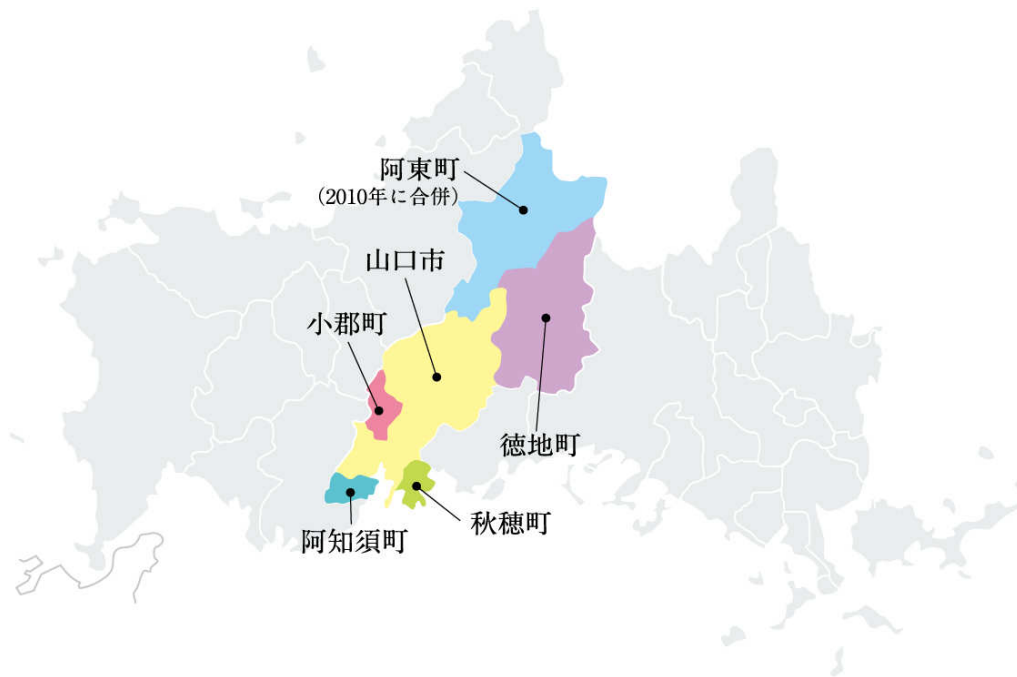 阿東町
(2010年に合併)
山口市
小郡町
徳地町
秋穂町
阿知須町